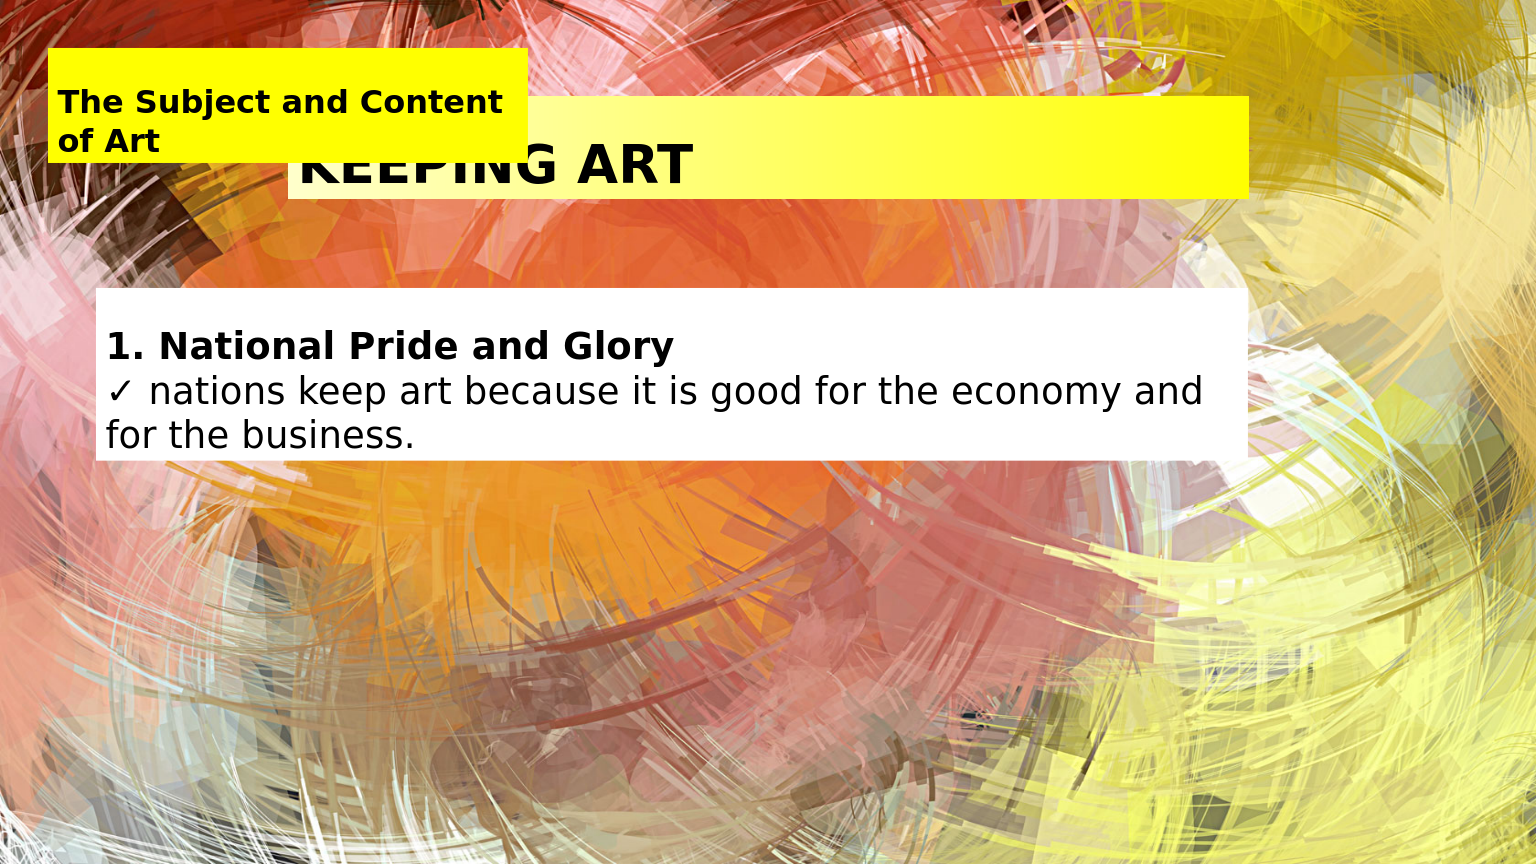 The Subject and Content
of Art
KEEPING ART
1. National Pride and Glory
✓ nations keep art because it is good for the economy and
for the business.